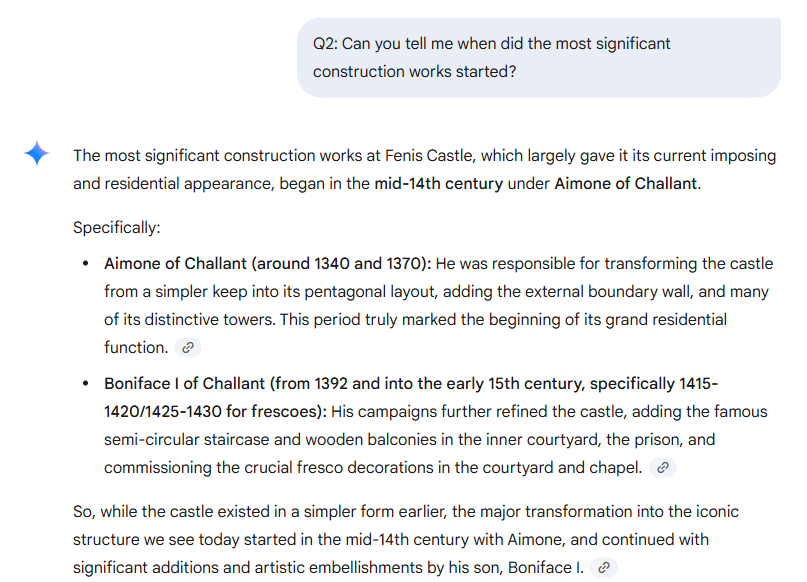 Q2: Can you tell me when did the most significant
construction works started?
The most significant construction works at Fenis Castle, which largely gave it its current imposing
and residential appearance, began in the mid-14th century under Aimone of Challant.
Specifically:
• Aimone of Challant (around 1340 and 1370): He was responsible for transforming the castle
from a simpler keep into its pentagonal layout, adding the external boundary wall, and many
of its distinctive towers. This period truly marked the beginning of its grand residential
function.
• Boniface I of Challant (from 1392 and into the early 15th century, specifically 1415-
1420/1425-1430 for frescoes): His campaigns further refined the castle, adding the famous
semi-circular staircase and wooden balconies in the inner courtyard, the prison, and
commissioning the crucial fresco decorations in the courtyard and chapel.
So, while the castle existed in a simpler form earlier, the major transformation into the iconic
structure we see today started in the mid-14th century with Aimone, and continued with
significant additions and artistic embellishments by his son, Boniface I.